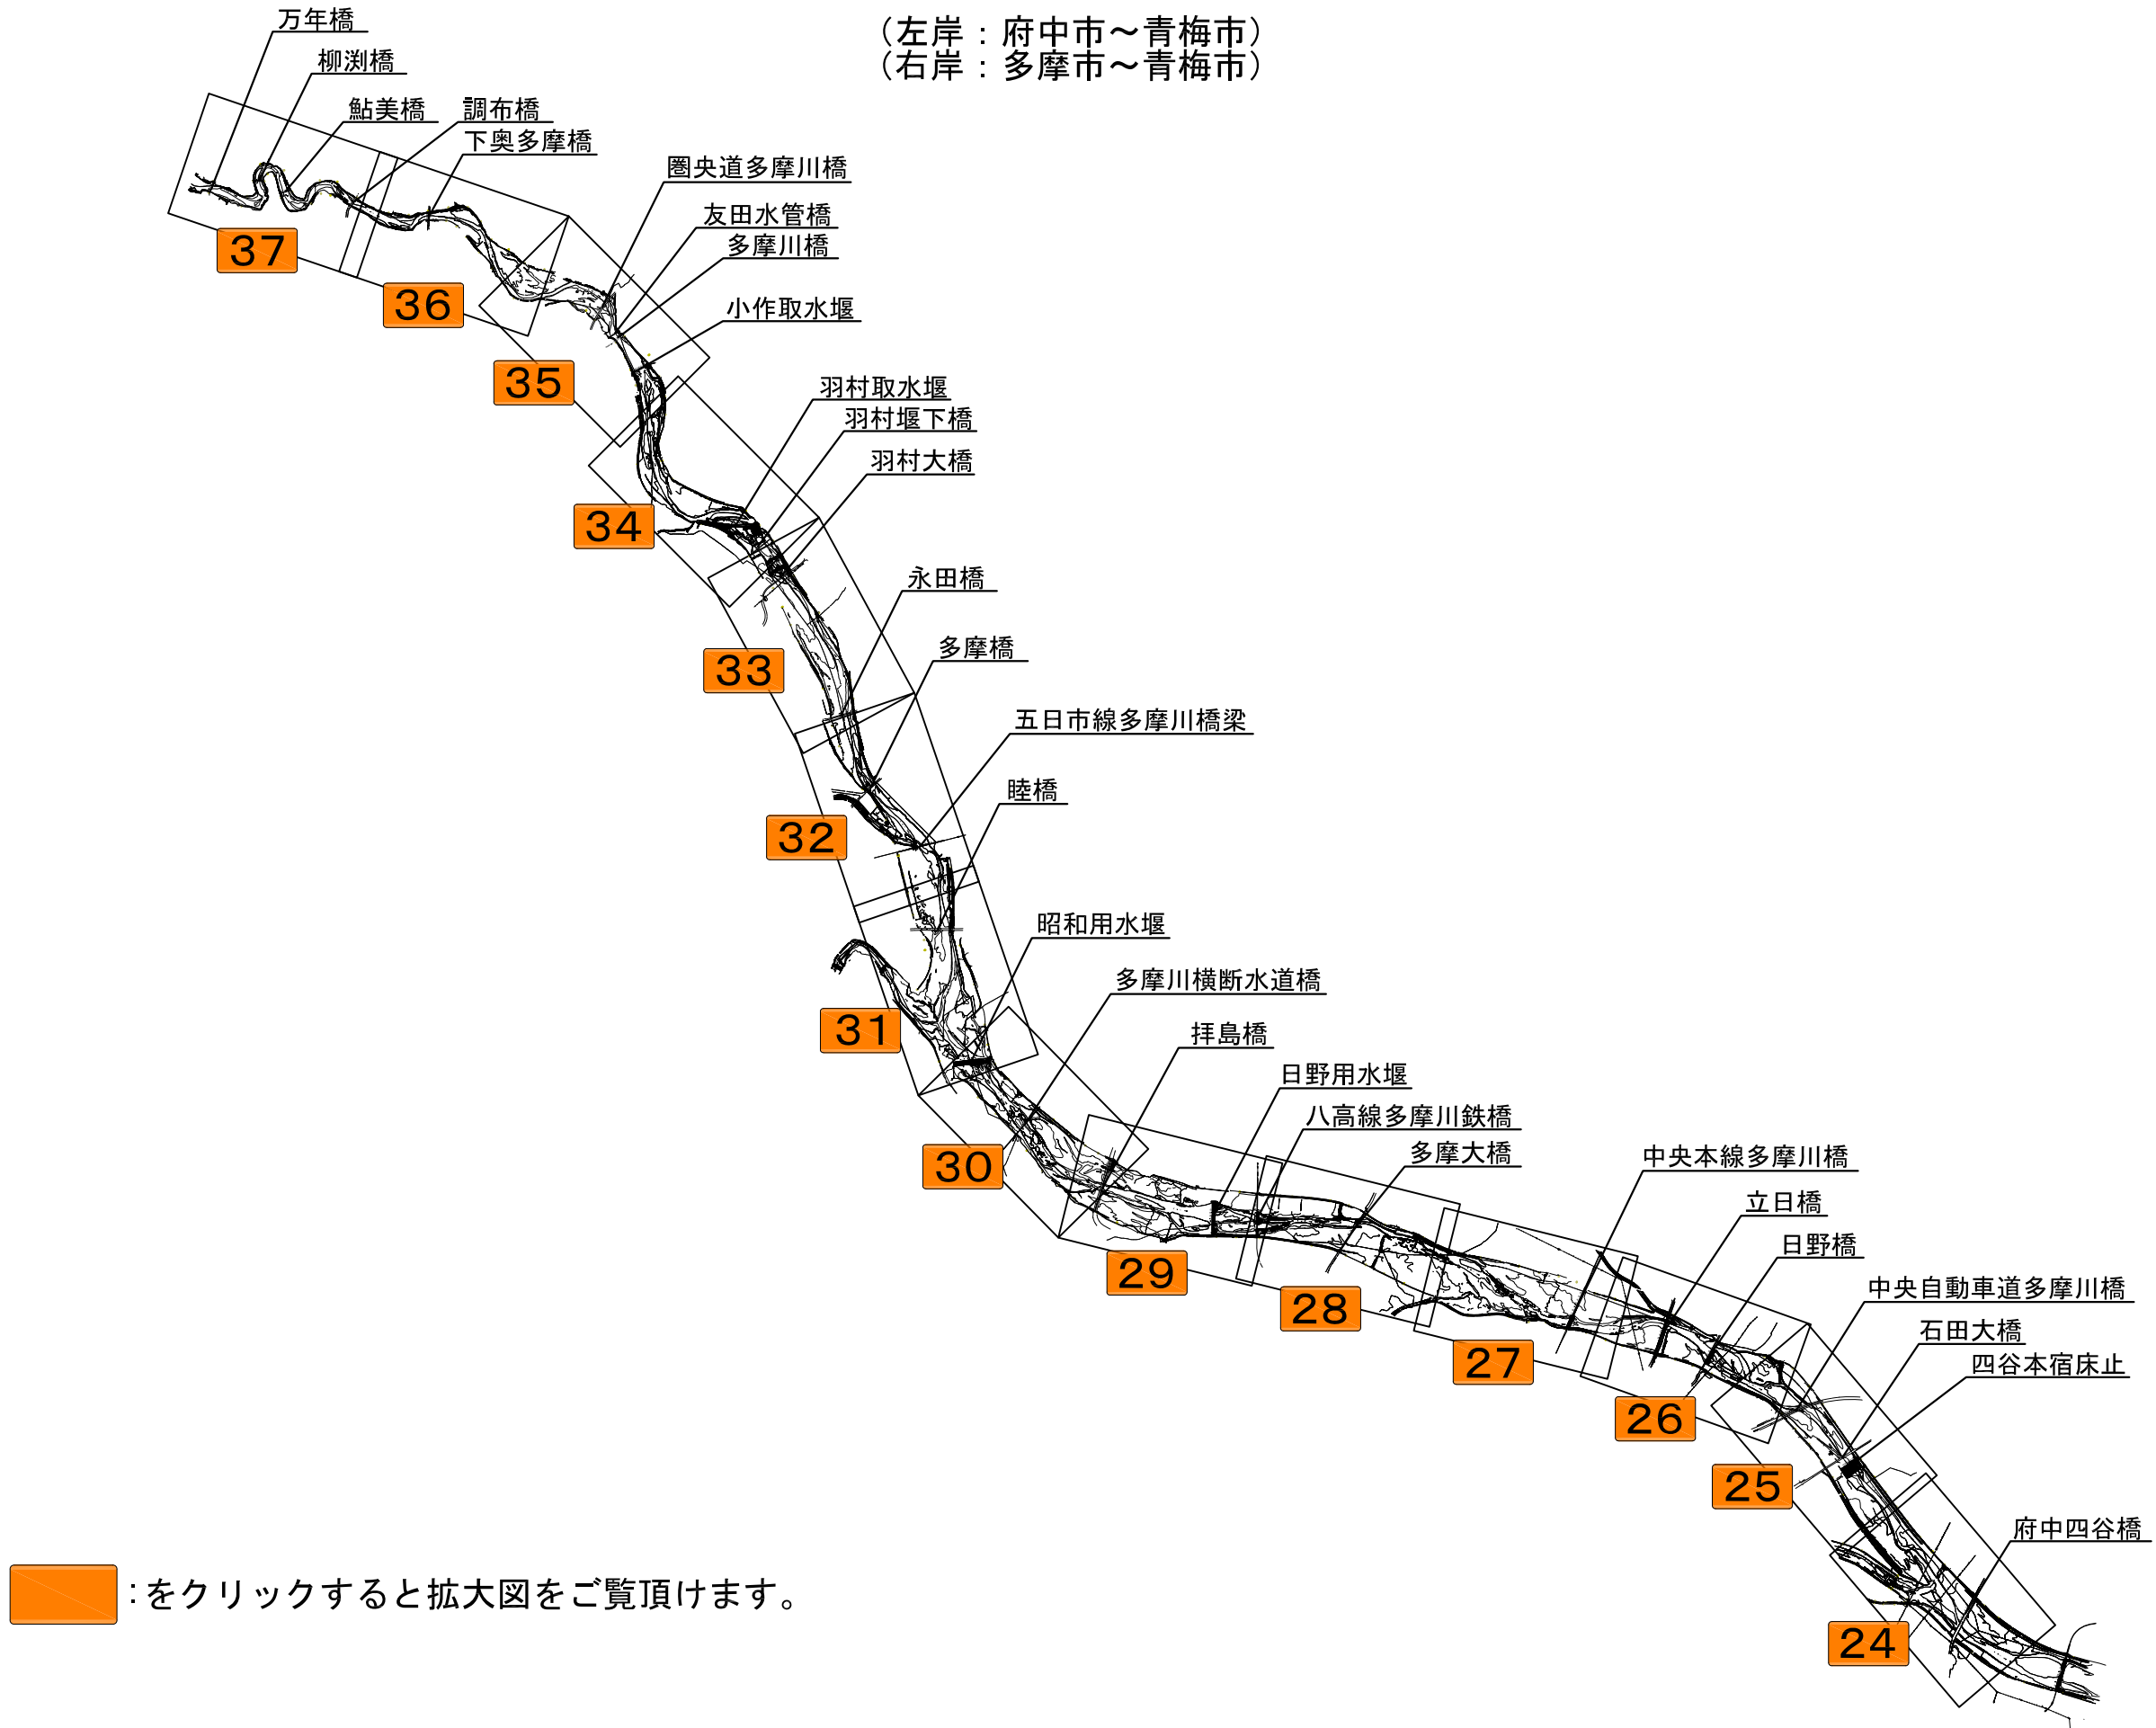 （左岸：府中市～青梅市）
（右岸：多摩市～青梅市）
万年橋
柳渕橋
鮎美橋
調布橋
下奥多摩橋
圏央道多摩川橋
友田水管橋
多摩川橋
小作取水堰
羽村取水堰
羽村堰下橋
羽村大橋
永田橋
多摩橋
五日市線多摩川橋梁
睦橋
昭和用水堰
多摩川横断水道橋
拝島橋
日野用水堰
八高線多摩川鉄橋
多摩大橋
中央本線多摩川橋
立日橋
日野橋
中央自動車道多摩川橋
石田大橋
四谷本宿床止
府中四谷橋
37
36
35
34
33
32
31
30
29
28
27
26
25
24
:をクリックすると拡大図をご覧頂けます。